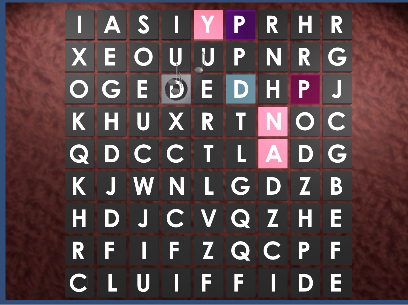 I A S I Y P R H R
X E O U U P N R G
O G E D E D H P J
K H U X R T N O C
Q D C C T L A D G
K J W N L G D Z B
H D J C V Q Z H E
R F I F Z Q C P F
C L U I F F I D E